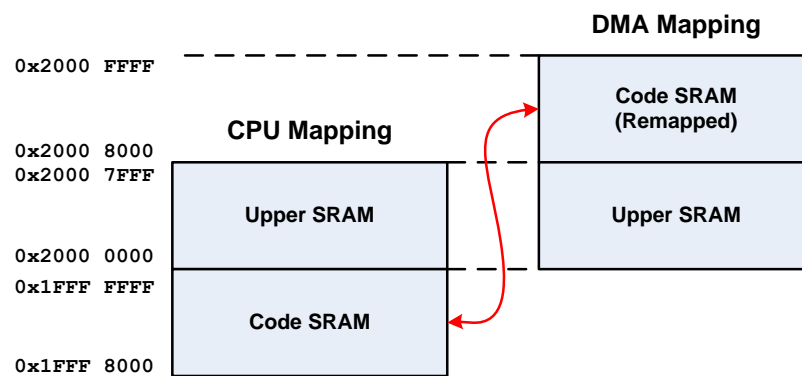 DMA Mapping
0x2000 FFFF
Code SRAM
(Remapped)
CPU Mapping
0x2000 8000
0x2000 7FFF
Upper SRAM
Upper SRAM
0x2000 0000
0x1FFF FFFF
Code SRAM
0x1FFF 8000